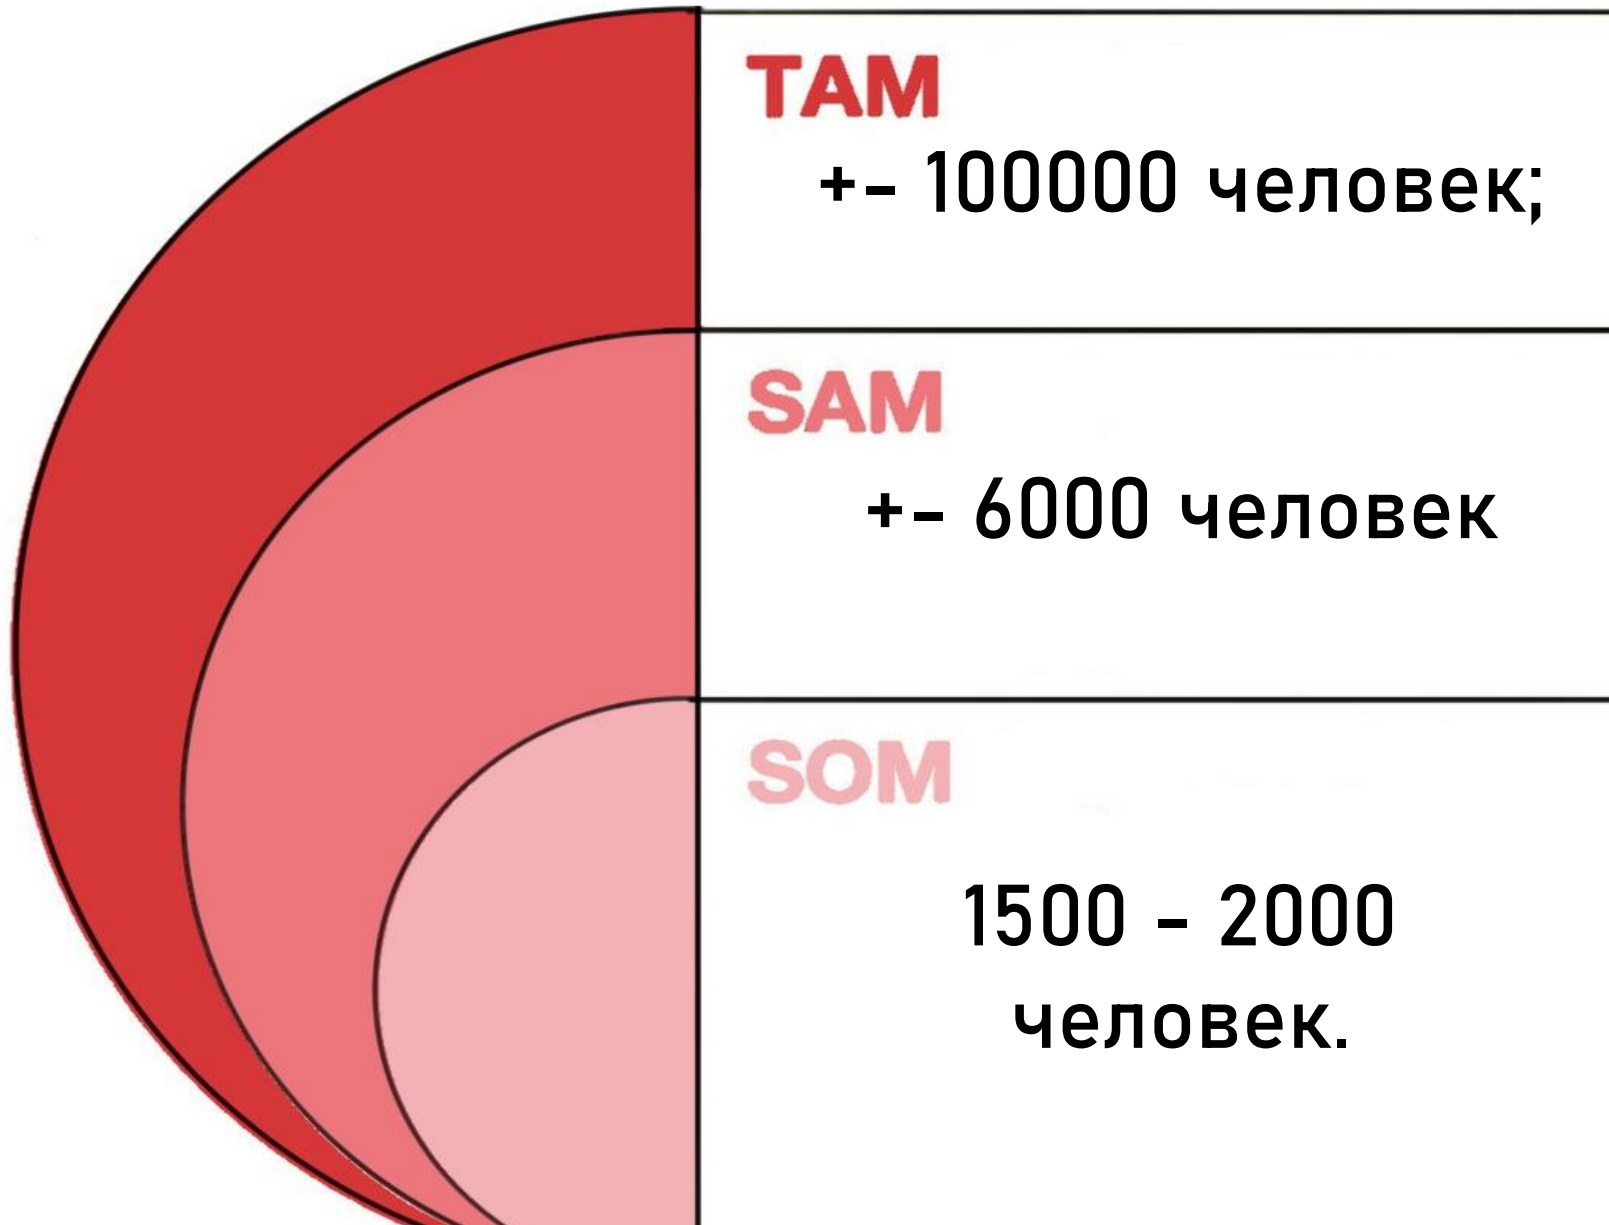 TAM
+- 100000 человек;
SAM
+- 6000 человек
SOM
1500 - 2000
человек.